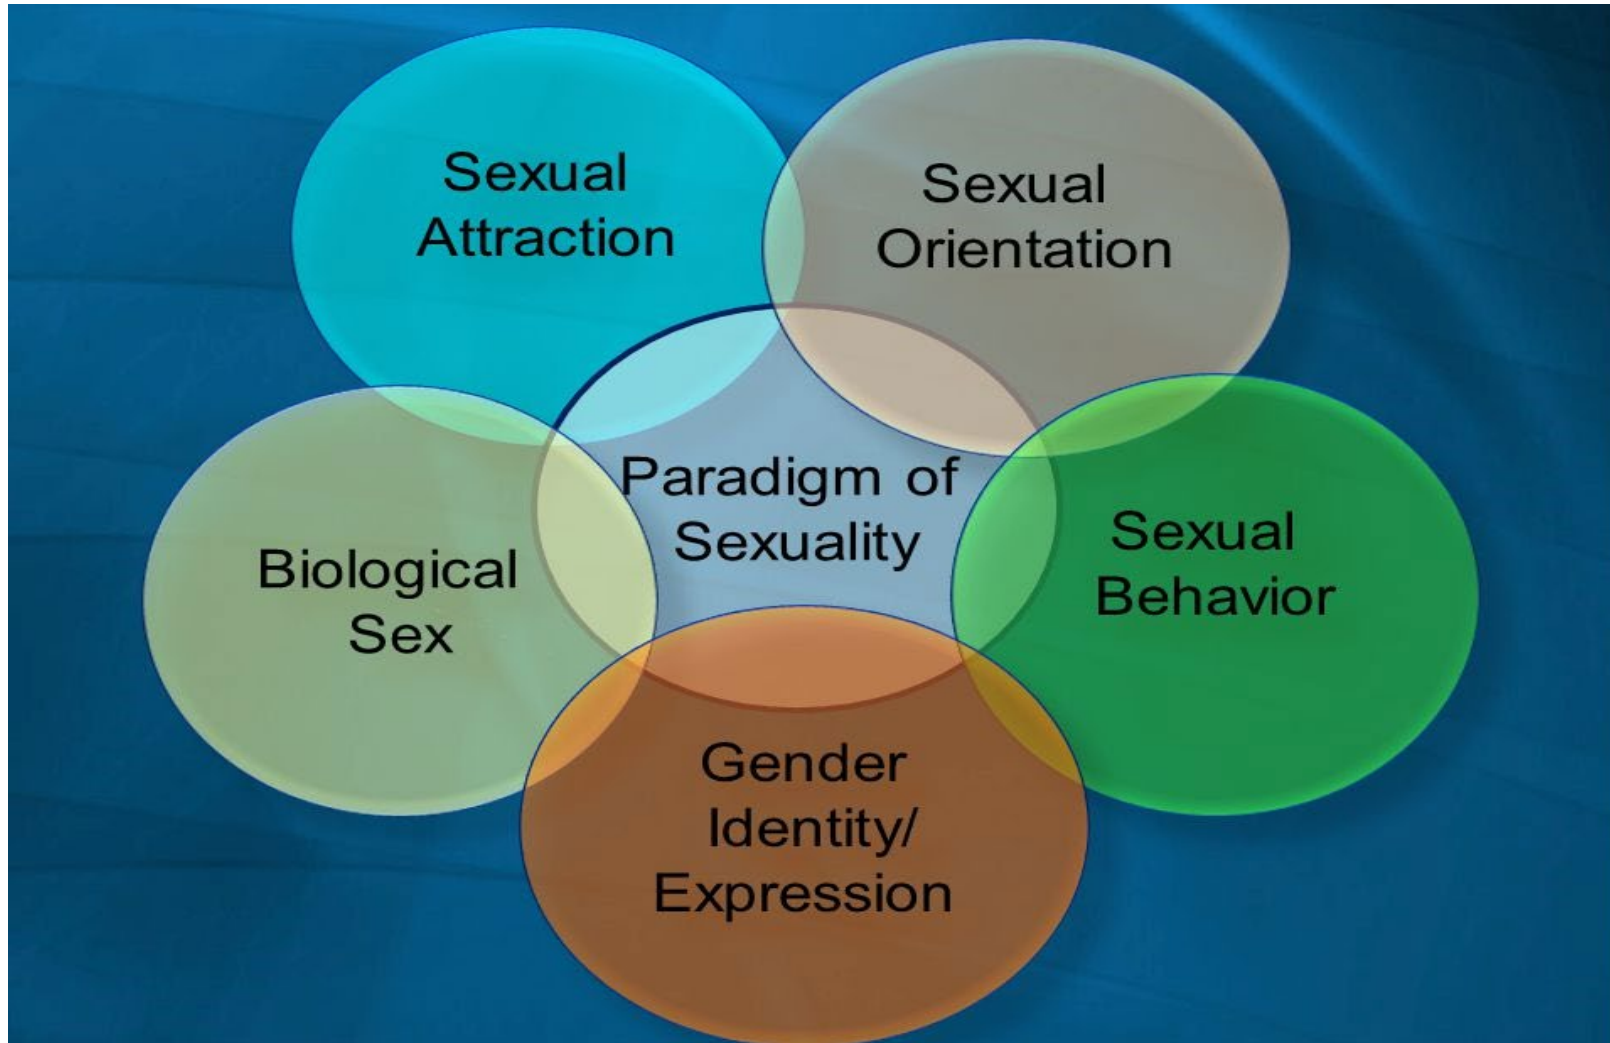 Sexual
Attraction
Sexual
Orientation
Paradigm of
Sexuality
Biological
Sex
Sexual
Behavior
Gender
Identity/
Expression